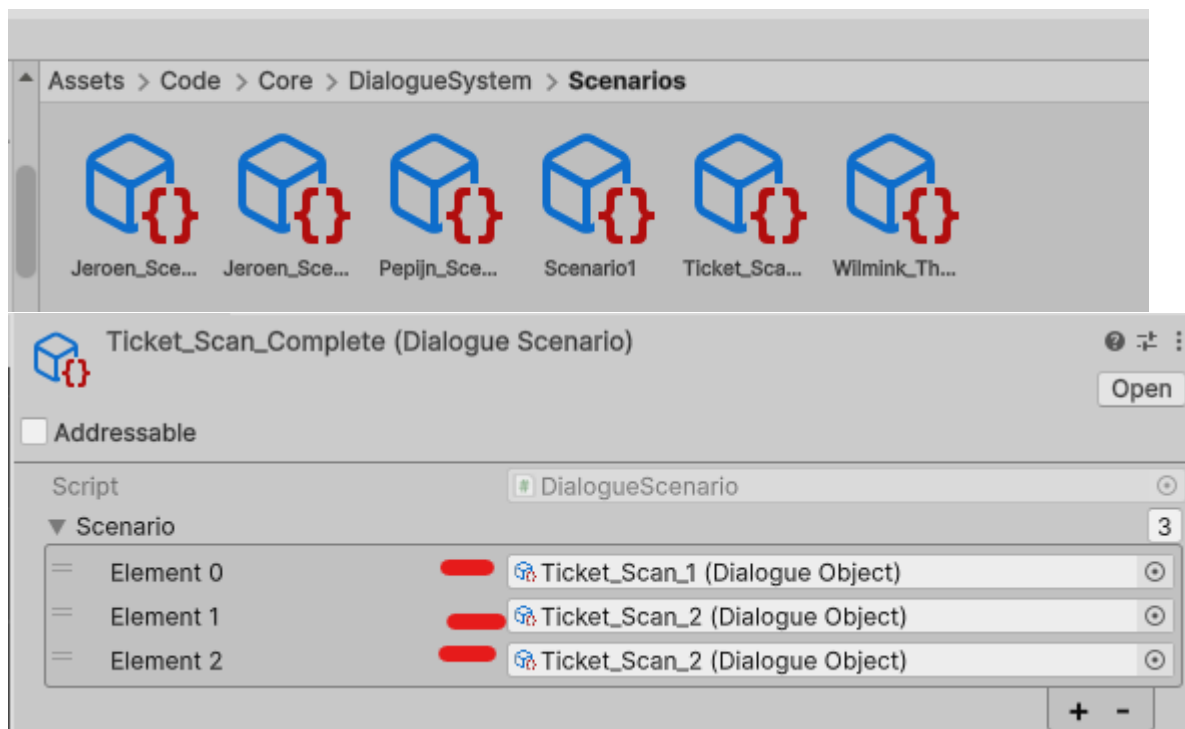 Assets > Code > Core > DialogueSystem > Scenarios
Jeroen_Sce... Jeroen_Sce... Pepijn_Sce... Scenario1 Ticket_Sca... Wilmink_Th...
Ticket_Scan_Complete (Dialogue Scenario)
Open
Addressable
Script DialogueScenario
Scenario 3
Element 0 Ticket_Scan_1 (Dialogue Object)
Element 1 Ticket_Scan_2 (Dialogue Object)
Element 2 Ticket_Scan_2 (Dialogue Object)
+ -